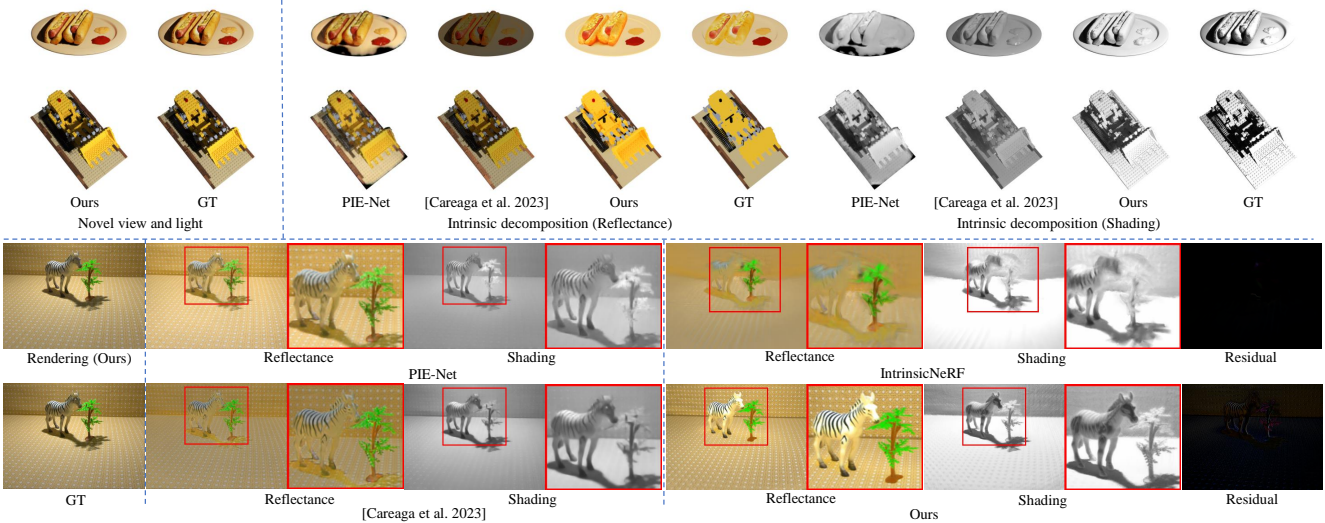 Ours GT PIE-Net [Careaga et al. 2023] Ours GT PIE-Net [Careaga et al. 2023] Ours GT
Novel view and light Intrinsic decomposition (Reflectance) Intrinsic decomposition (Shading)
Rendering (Ours) Reflectance Shading Reflectance Shading Residual
PIE-Net IntrinsicNeRF
GT Reflectance Shading Reflectance Shading Residual
[Careaga et al. 2023] Ours